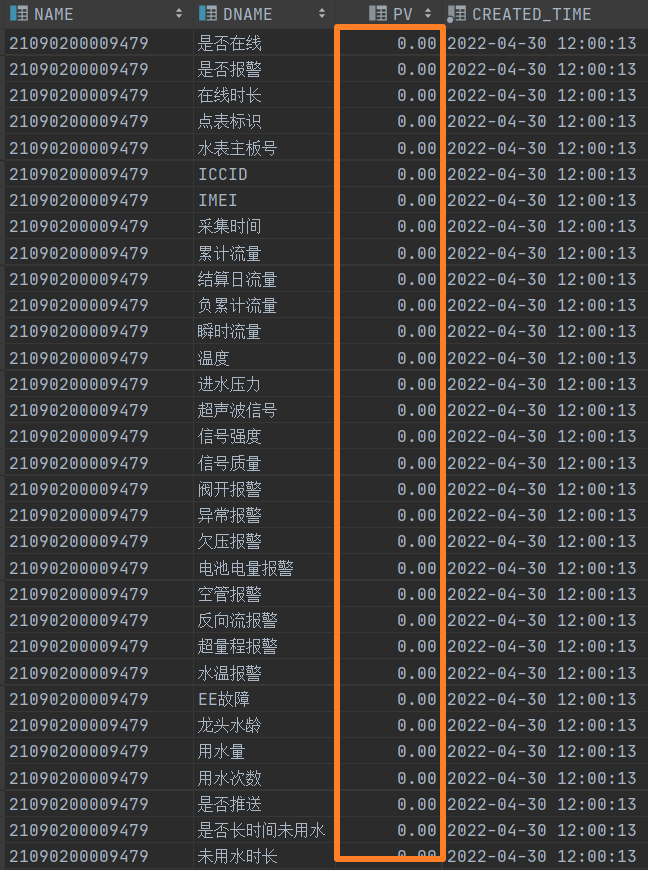 NAME DNAME PV CREATED_TIME
21090200009479 是否在线 0.00 2022-04-30 12:00:13
21090200009479 是否报警 0.00 2022-04-30 12:00:13
21090200009479 在线时长 0.00 2022-04-30 12:00:13
21090200009479 点表标识 0.00 2022-04-30 12:00:13
21090200009479 水表主板号 0.00 2022-04-30 12:00:13
21090200009479 ICCID 0.00 2022-04-30 12:00:13
21090200009479 IMEI 0.00 2022-04-30 12:00:13
21090200009479 采集时间 0.00 2022-04-30 12:00:13
21090200009479 累计流量 0.00 2022-04-30 12:00:13
21090200009479 结算日流量 0.00 2022-04-30 12:00:13
21090200009479 负累计流量 0.00 2022-04-30 12:00:13
21090200009479 瞬时流量 0.00 2022-04-30 12:00:13
21090200009479 温度 0.00 2022-04-30 12:00:13
21090200009479 进水压力 0.00 2022-04-30 12:00:13
21090200009479 超声波信号 0.00 2022-04-30 12:00:13
21090200009479 信号强度 0.00 2022-04-30 12:00:13
21090200009479 信号质量 0.00 2022-04-30 12:00:13
21090200009479 阀开报警 0.00 2022-04-30 12:00:13
21090200009479 异常报警 0.00 2022-04-30 12:00:13
21090200009479 欠压报警 0.00 2022-04-30 12:00:13
21090200009479 电池电量报警 0.00 2022-04-30 12:00:13
21090200009479 空管报警 0.00 2022-04-30 12:00:13
21090200009479 反向流报警 0.00 2022-04-30 12:00:13
21090200009479 超量程报警 0.00 2022-04-30 12:00:13
21090200009479 水温报警 0.00 2022-04-30 12:00:13
21090200009479 EE故障 0.00 2022-04-30 12:00:13
21090200009479 龙头水龄 0.00 2022-04-30 12:00:13
21090200009479 用水量 0.00 2022-04-30 12:00:13
21090200009479 用水次数 0.00 2022-04-30 12:00:13
21090200009479 是否推送 0.00 2022-04-30 12:00:13
21090200009479 是否长时间未用水 0.00 2022-04-30 12:00:13
21090200009479 未用水时长 0.00 2022-04-30 12:00:13